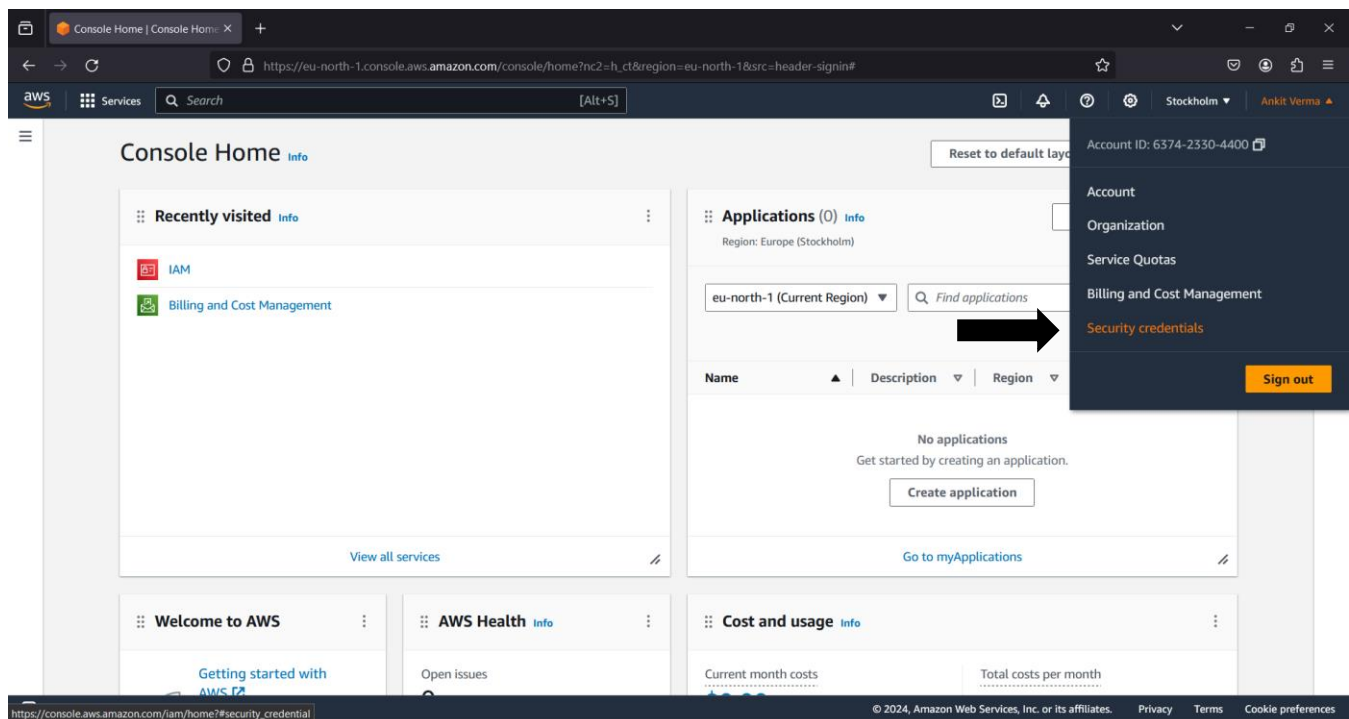 Console Home | Console Home
https://eu-north-1.console.aws.amazon.com/console/home?nc2=h_ct&region=eu-north-1&src=header-signin#
aws Services Search [Alt+S] Stockholm Ankit Verma
Console Home Info
Reset to default layo
Account ID: 6374-2330-4400
Account
Organization
Service Quotas
Billing and Cost Management
Security credentials
Sign out
Recently visited Info
IAM
Billing and Cost Management
View all services
Applications (0) Info
Region: Europe (Stockholm)
eu-north-1 (Current Region) Find applications
Name Description Region
No applications
Get started by creating an application.
Create application
Go to myApplications
Welcome to AWS
Getting started with
AWS
AWS Health Info
Open issues
Cost and usage Info
Current month costs
Total costs per month
https://console.aws.amazon.com/iam/home?#security_credential
© 2024, Amazon Web Services, Inc. or its affiliates. Privacy Terms Cookie preferences